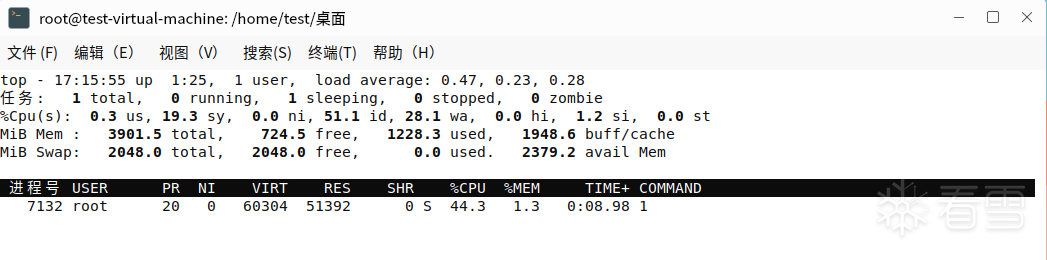 root@test-virtual-machine: /home/test/桌面
文件(F) 编辑（E） 视图（V） 搜索(S) 终端(T) 帮助（H）
top - 17:15:55 up  1:25,  1 user,  load average: 0.47, 0.23, 0.28
任务:   1 total,   0 running,   1 sleeping,   0 stopped,   0 zombie
%Cpu(s):  0.3 us, 19.3 sy,  0.0 ni, 51.1 id, 28.1 wa,  0.0 hi,  1.2 si,  0.0 st
MiB Mem :   3901.5 total,    724.5 free,   1228.3 used,   1948.6 buff/cache
MiB Swap:   2048.0 total,   2048.0 free,      0.0 used.   2379.2 avail Mem
进程号 USER      PR  NI    VIRT    RES    SHR    %CPU  %MEM     TIME+ COMMAND
7132 root      20   0   60304  51392      0 S  44.3   1.3   0:08.98 1
看雪